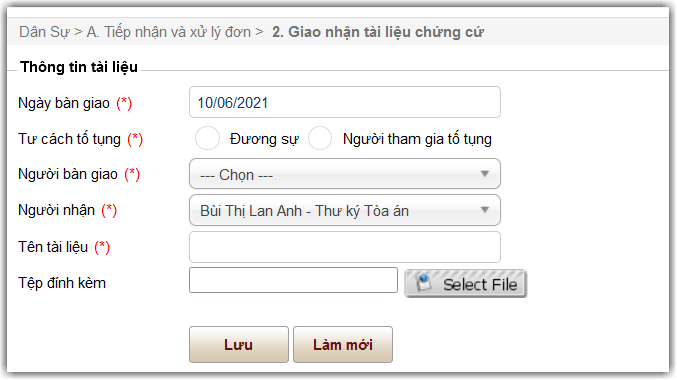 Dân Sự > A. Tiếp nhận và xử lý đơn > 2. Giao nhận tài liệu chứng cứ
Thông tin tài liệu
Ngày bàn giao (*) 10/06/2021
Tư cách tố tụng (*) Đương sự Người tham gia tố tụng
Người bàn giao (*) --- Chọn ---
Người nhận (*) Bùi Thị Lan Anh - Thư ký Tòa án
Tên tài liệu (*)
Tệp đính kèm Select File
Lưu Làm mới